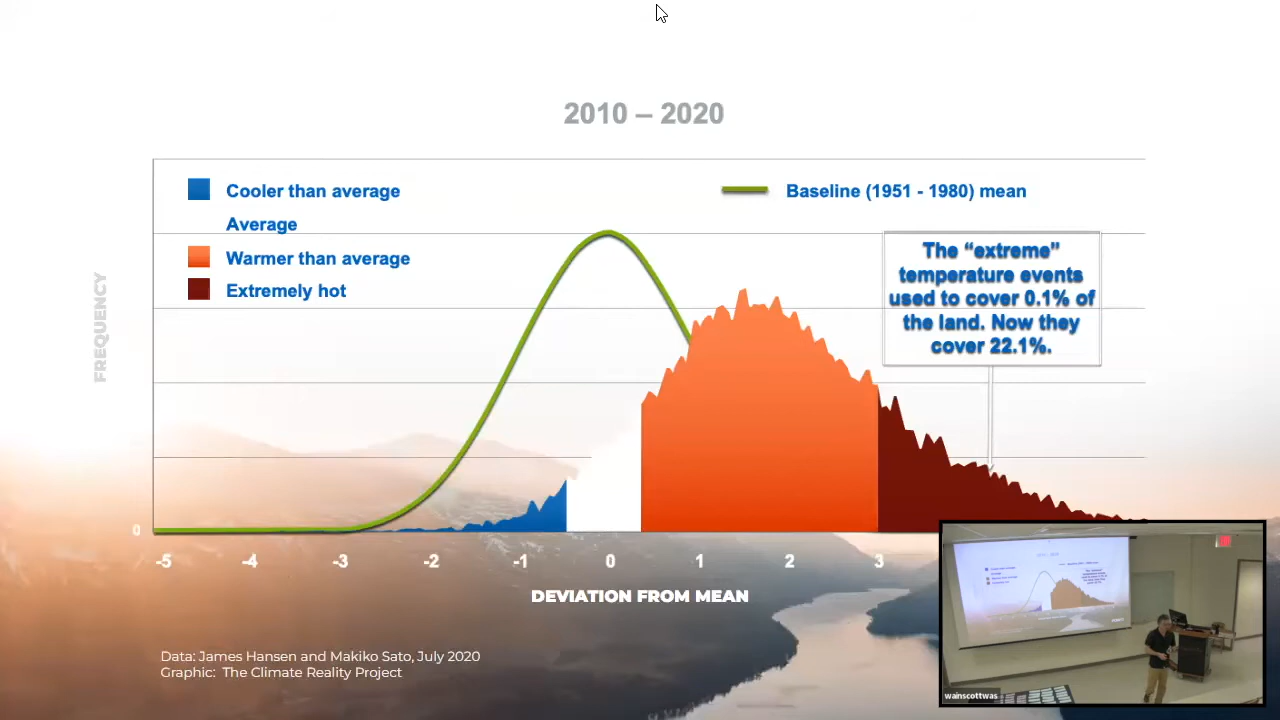 2010 – 2020
Cooler than average
Average
Warmer than average
Extremely hot
Baseline (1951 - 1980) mean
The “extreme”
temperature events
used to cover 0.1% of
the land. Now they
cover 22.1%.
FREQUENCY
0
-5 -4 -3 -2 -1 0 1 2 3
DEVIATION FROM MEAN
Data: James Hansen and Makiko Sato, July 2020
Graphic: The Climate Reality Project
wainscottwas